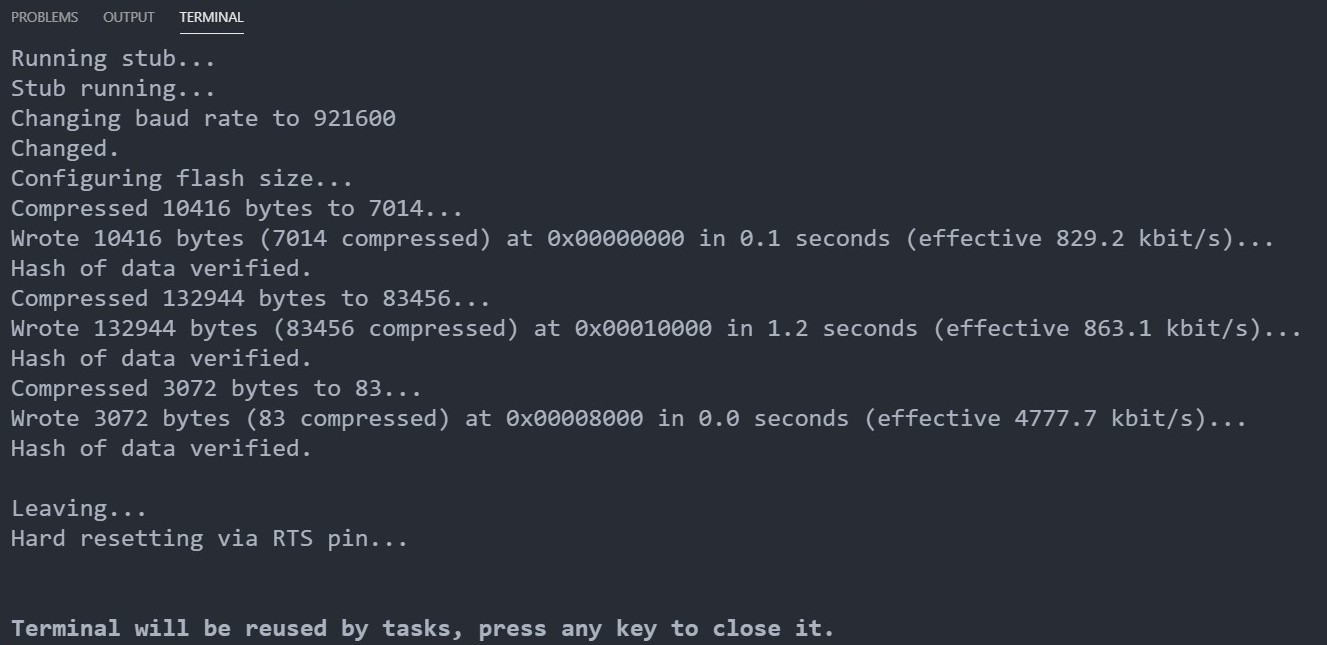 PROBLEMS OUTPUT TERMINAL
Running stub...
Stub running...
Changing baud rate to 921600
Changed.
Configuring flash size...
Compressed 10416 bytes to 7014...
Wrote 10416 bytes (7014 compressed) at 0x00000000 in 0.1 seconds (effective 829.2 kbit/s)...
Hash of data verified.
Compressed 132944 bytes to 83456...
Wrote 132944 bytes (83456 compressed) at 0x00010000 in 1.2 seconds (effective 863.1 kbit/s)...
Hash of data verified.
Compressed 3072 bytes to 83...
Wrote 3072 bytes (83 compressed) at 0x00008000 in 0.0 seconds (effective 4777.7 kbit/s)...
Hash of data verified.
Leaving...
Hard resetting via RTS pin...
Terminal will be reused by tasks, press any key to close it.